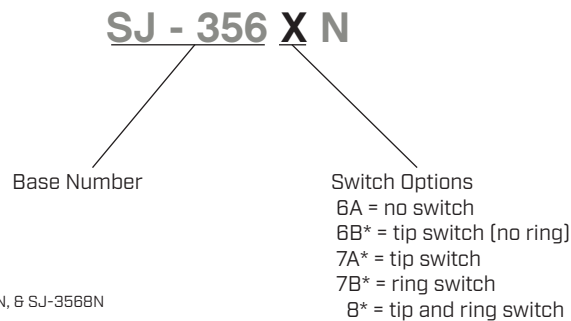 SJ - 356 X N
Base Number
Switch Options
6A = no switch
6B* = tip switch (no ring)
7A* = tip switch
7B* = ring switch
8* = tip and ring switch
N, & SJ-3568N